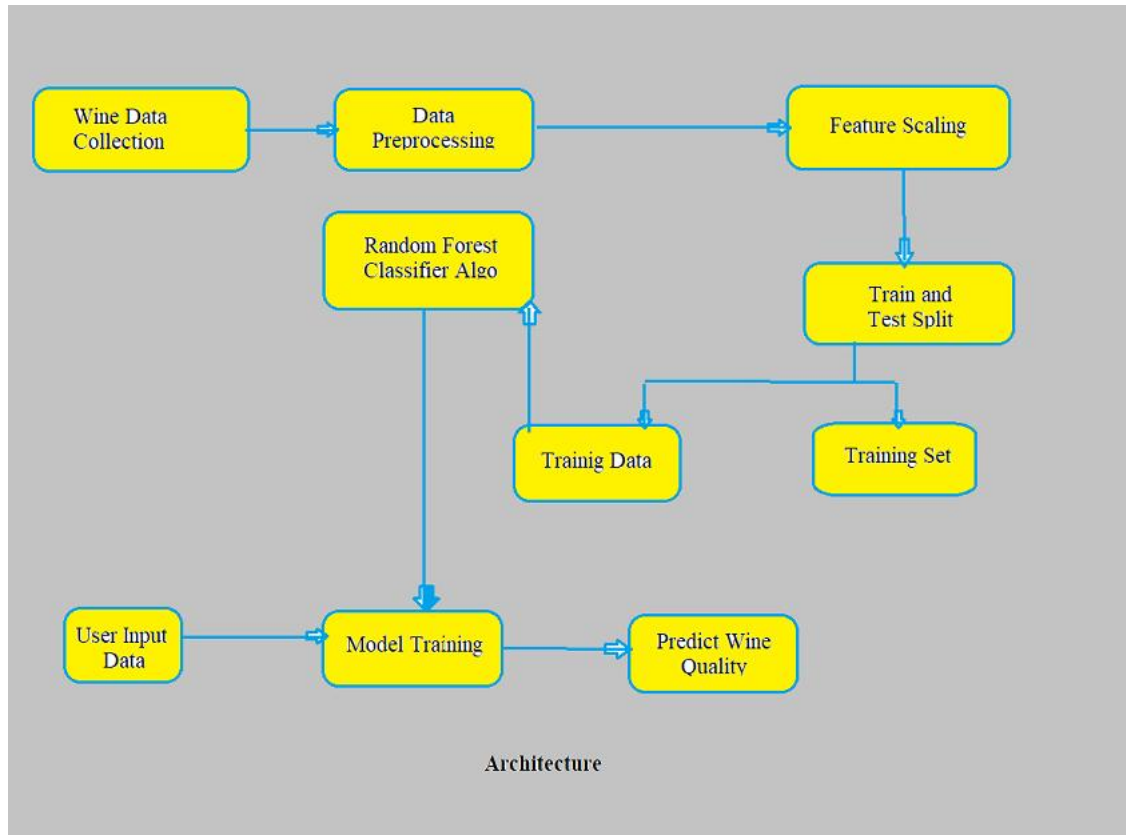 Wine Data
Collection
Data
Preprocessing
Feature Scaling
Random Forest
Classifier Algo
Train and
Test Split
Trainig Data
Training Set
User Input
Data
Model Training
Predict Wine
Quality
Architecture